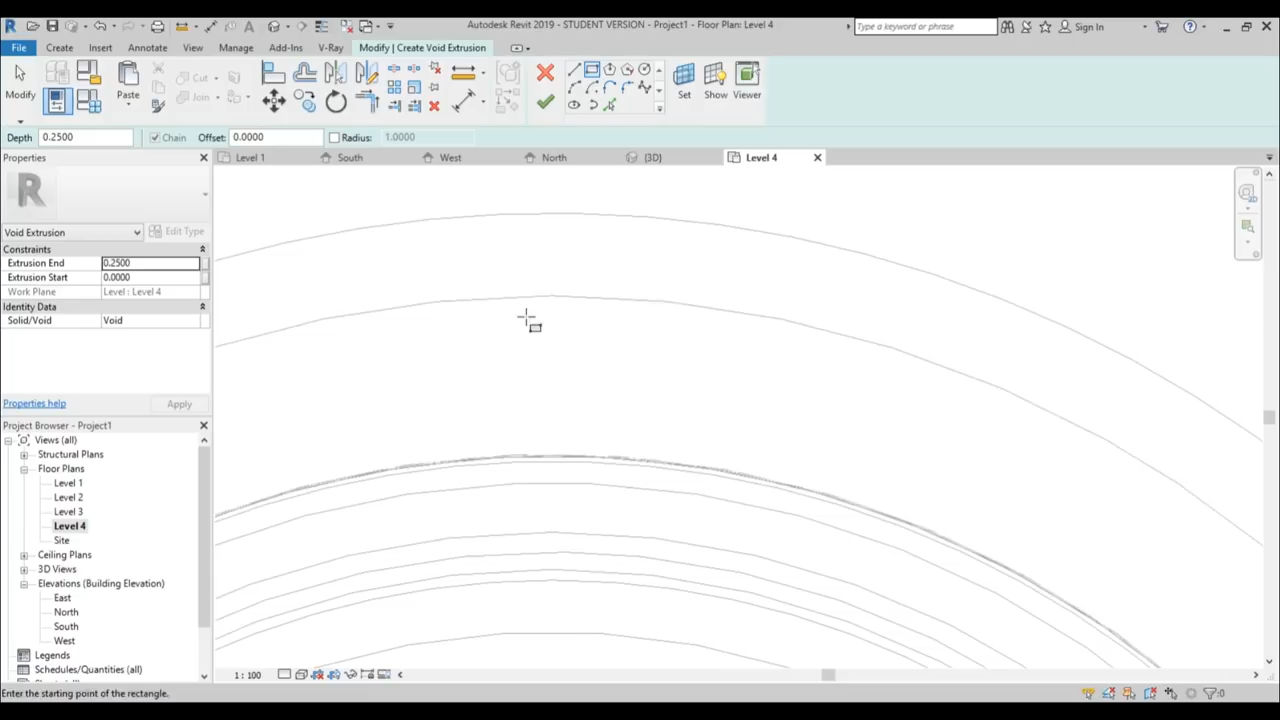 Autodesk Revit 2019 - STUDENT VERSION - Project1 - Floor Plan: Level 4
Type a keyword or phrase
Sign In
File Create Insert Annotate View Manage Add-Ins V-Ray Modify | Create Void Extrusion
Modify Paste Cut Join Set Show Viewer
Depth 0.2500 Chain Offset: 0.0000 Radius: 1.0000
Properties
Level 1 South West North {3D} Level 4
Void Extrusion Edit Type
Constraints
Extrusion End 0.2500
Extrusion Start 0.0000
Work Plane Level : Level 4
Identity Data
Solid/Void Void
Properties help Apply
Project Browser - Project1
Views (all)
Structural Plans
Floor Plans
Level 1
Level 2
Level 3
Level 4
Site
Ceiling Plans
3D Views
Elevations (Building Elevation)
East
North
South
West
Legends
Schedules/Quantities (all)
1 : 100
Enter the starting point of the rectangle.
:0